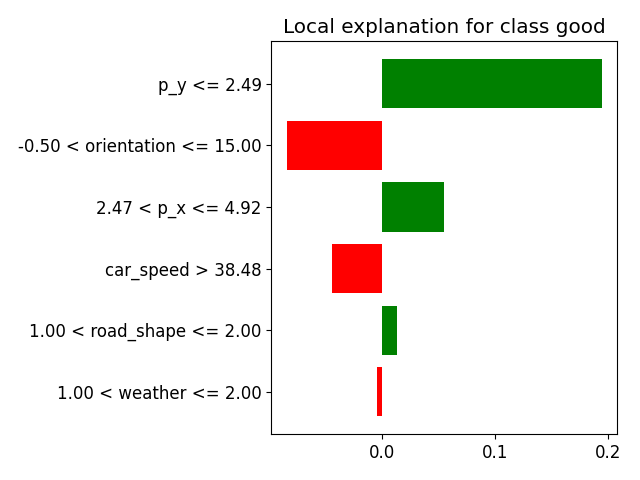 Local explanation for class good
p_y <= 2.49
-0.50 < orientation <= 15.00
2.47 < p_x <= 4.92
car_speed > 38.48
1.00 < road_shape <= 2.00
1.00 < weather <= 2.00
0.0 0.1 0.2